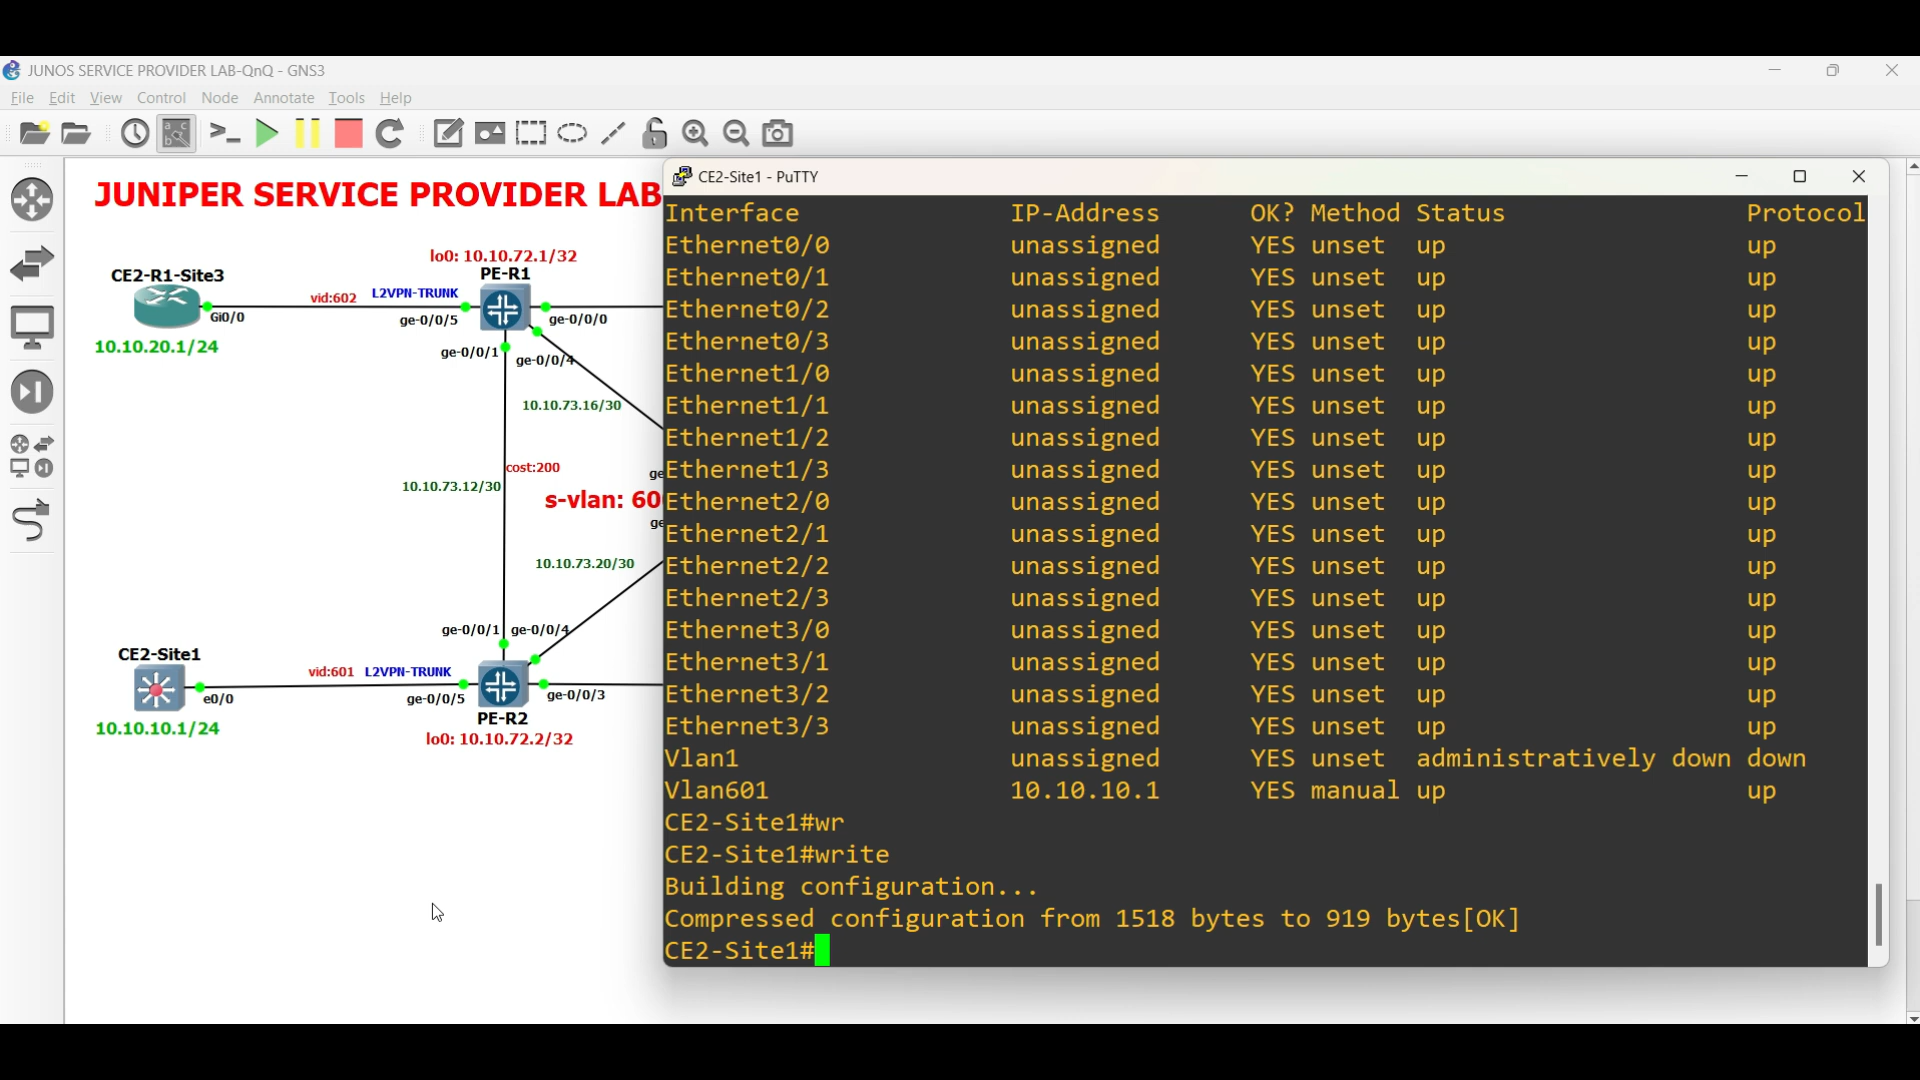 JUNOS SERVICE PROVIDER LAB-QnQ - GNS3
File Edit View Control Node Annotate Tools Help
JUNIPER SERVICE PROVIDER LAB
lo0: 10.10.72.1/32
CE2-R1-Site3
PE-R1
vid:602 L2VPN-TRUNK
Gi0/0
ge-0/0/5
ge-0/0/0
10.10.20.1/24
ge-0/0/1
ge-0/0/4
10.10.73.16/30
cost:200
ge
10.10.73.12/30
s-vlan: 60
ge
10.10.73.20/30
ge-0/0/1
ge-0/0/4
CE2-Site1
vid:601 L2VPN-TRUNK
e0/0
ge-0/0/5
ge-0/0/3
PE-R2
10.10.10.1/24
lo0: 10.10.72.2/32
CE2-Site1 - PuTTY
Interface IP-Address OK? Method Status Protocol
Ethernet0/0 unassigned YES unset up up
Ethernet0/1 unassigned YES unset up up
Ethernet0/2 unassigned YES unset up up
Ethernet0/3 unassigned YES unset up up
Ethernet1/0 unassigned YES unset up up
Ethernet1/1 unassigned YES unset up up
Ethernet1/2 unassigned YES unset up up
Ethernet1/3 unassigned YES unset up up
Ethernet2/0 unassigned YES unset up up
Ethernet2/1 unassigned YES unset up up
Ethernet2/2 unassigned YES unset up up
Ethernet2/3 unassigned YES unset up up
Ethernet3/0 unassigned YES unset up up
Ethernet3/1 unassigned YES unset up up
Ethernet3/2 unassigned YES unset up up
Ethernet3/3 unassigned YES unset up up
Vlan1 unassigned YES unset administratively down down
Vlan601 10.10.10.1 YES manual up up
CE2-Site1#wr
CE2-Site1#write
Building configuration...
Compressed configuration from 1518 bytes to 919 bytes[OK]
CE2-Site1#